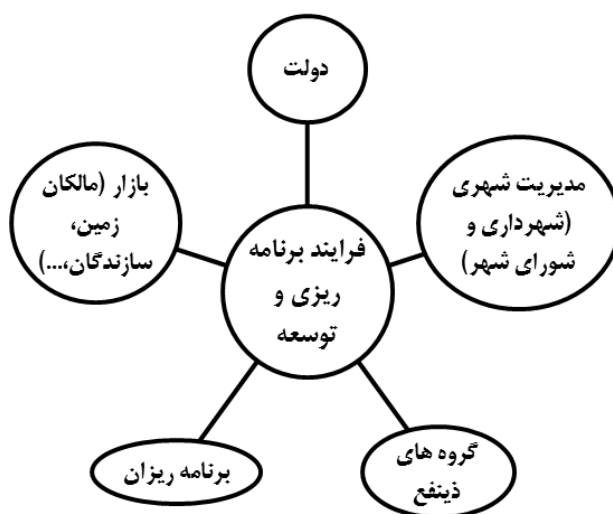 دولت
مدیریت شهری
(شهرداری و
شورای شهر)
بازار (مالکان
زمین،
سازندگان،...)
فرایند برنامه
ریزی و
توسعه
گروه های
ذینفع
برنامه ریزان